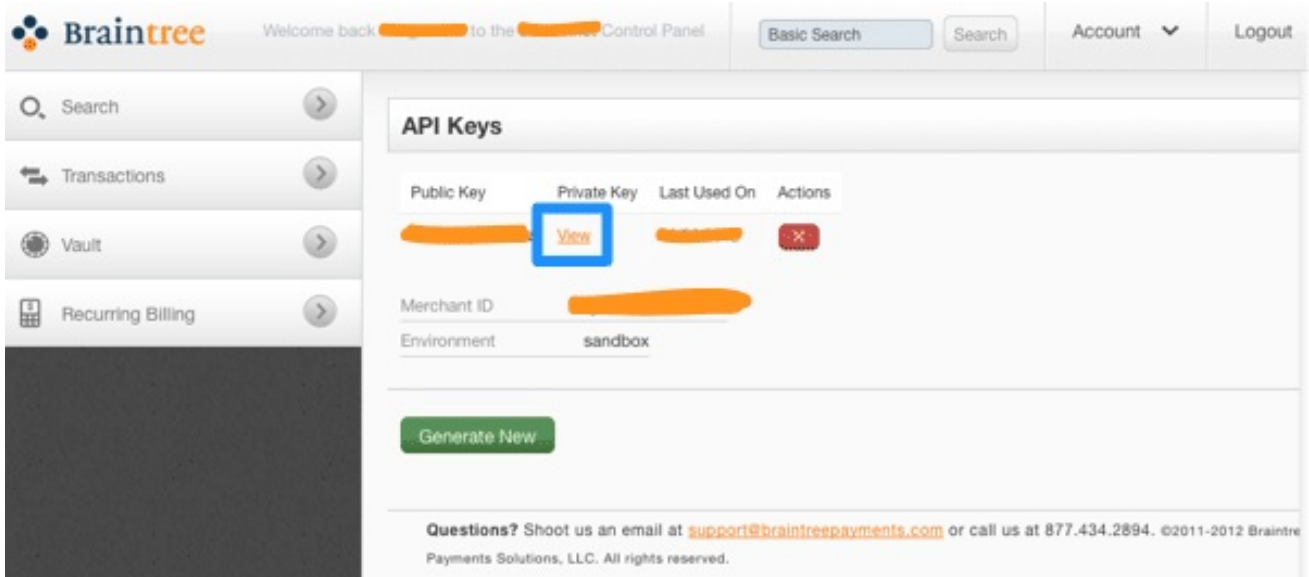 Braintree
Welcome back to the Control Panel
Basic Search
Search
Account
Logout
Search
Transactions
Vault
Recurring Billing
API Keys
Public Key Private Key Last Used On Actions
View
Merchant ID
Environment sandbox
Generate New
Questions? Shoot us an email at support@braintreepayments.com or call us at 877.434.2894. ©2011-2012 Braintre
Payments Solutions, LLC. All rights reserved.